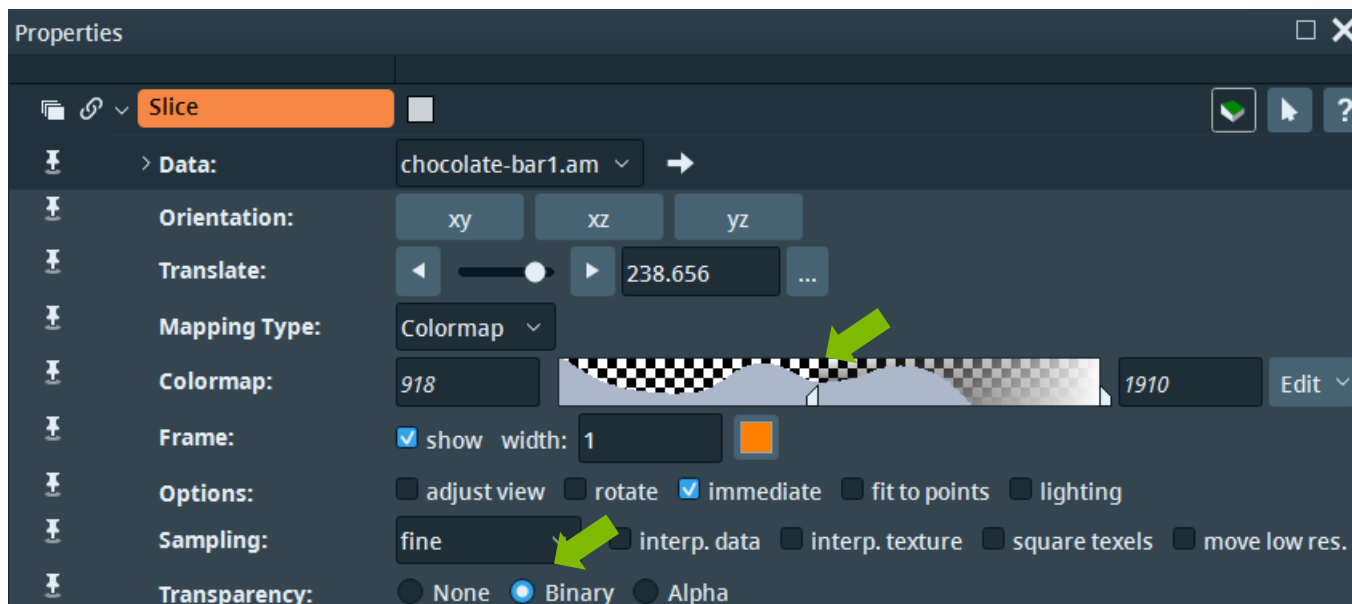 Properties
Slice ?
Data: chocolate-bar1.am
Orientation: xy xz yz
Translate: 238.656 ...
Mapping Type: Colormap
Colormap: 918 1910 Edit
Frame: show width: 1
Options: adjust view rotate immediate fit to points lighting
Sampling: fine interp. data interp. texture square texels move low res.
Transparency: None Binary Alpha